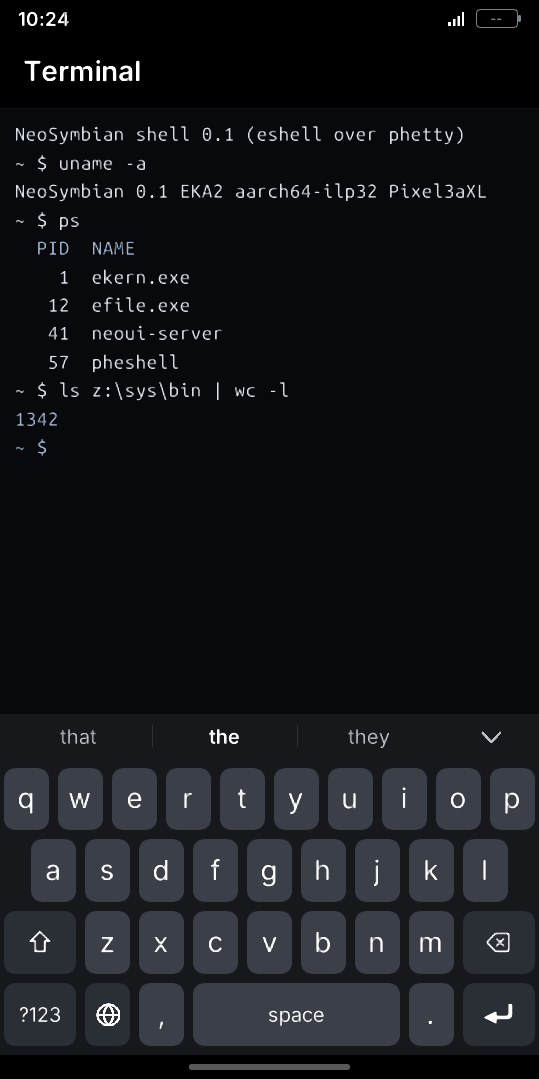 10:24
--
Terminal
NeoSymbian shell 0.1 (eshell over phetty)
~ $ uname -a
NeoSymbian 0.1 EKA2 aarch64-ilp32 Pixel3aXL
~ $ ps
PID NAME
1 ekern.exe
12 efile.exe
41 neoui-server
57 pheshell
~ $ ls z:\sys\bin | wc -l
1342
~ $
that the they
q w e r t y u i o p
a s d f g h j k l
z x c v b n m
?123 , space .